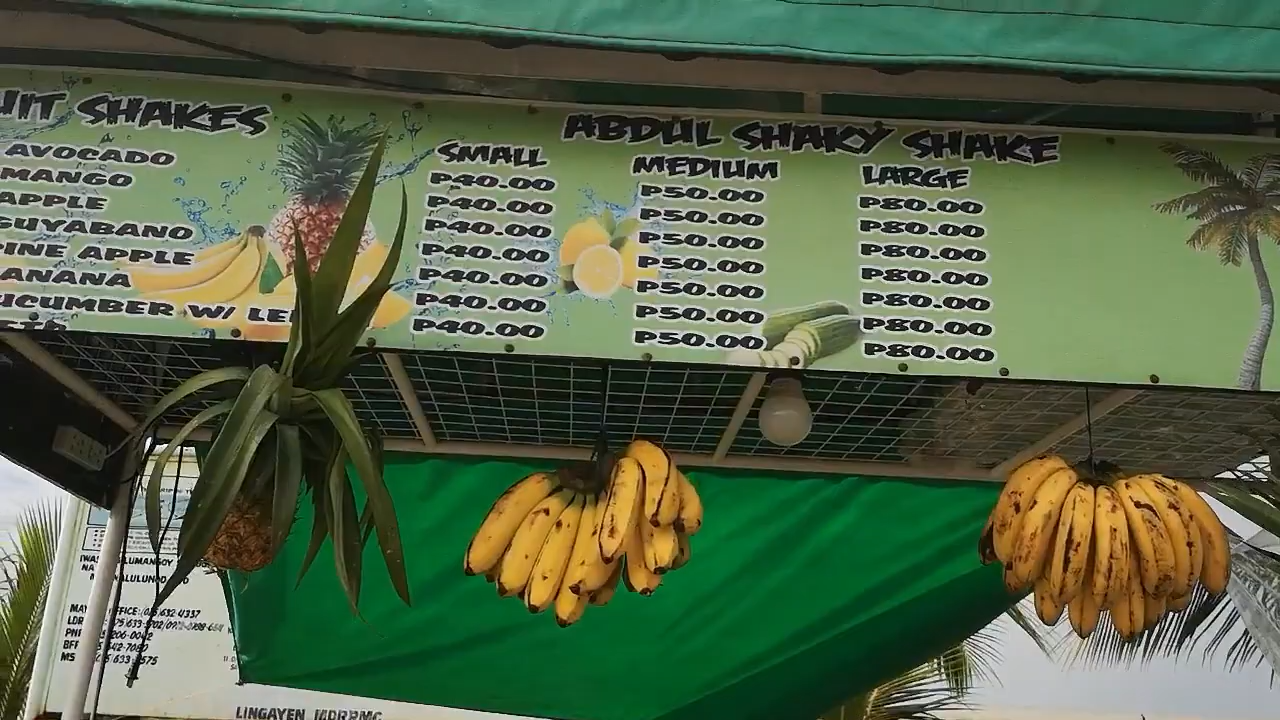 UIT SHAKES
AVOCADO
MANGO
APPLE
GUYABANO
PINE APPLE
ANANA
UCUMBER W/ LE
ABDUL SHAKY SHAKE
SMALL
P40.00
P40.00
P40.00
P40.00
P40.00
P40.00
P40.00
MEDIUM
P50.00
P50.00
P50.00
P50.00
P50.00
P50.00
P50.00
LARGE
P80.00
P80.00
P80.00
P80.00
P80.00
P80.00
P80.00
LINGAYEN MDRRMC